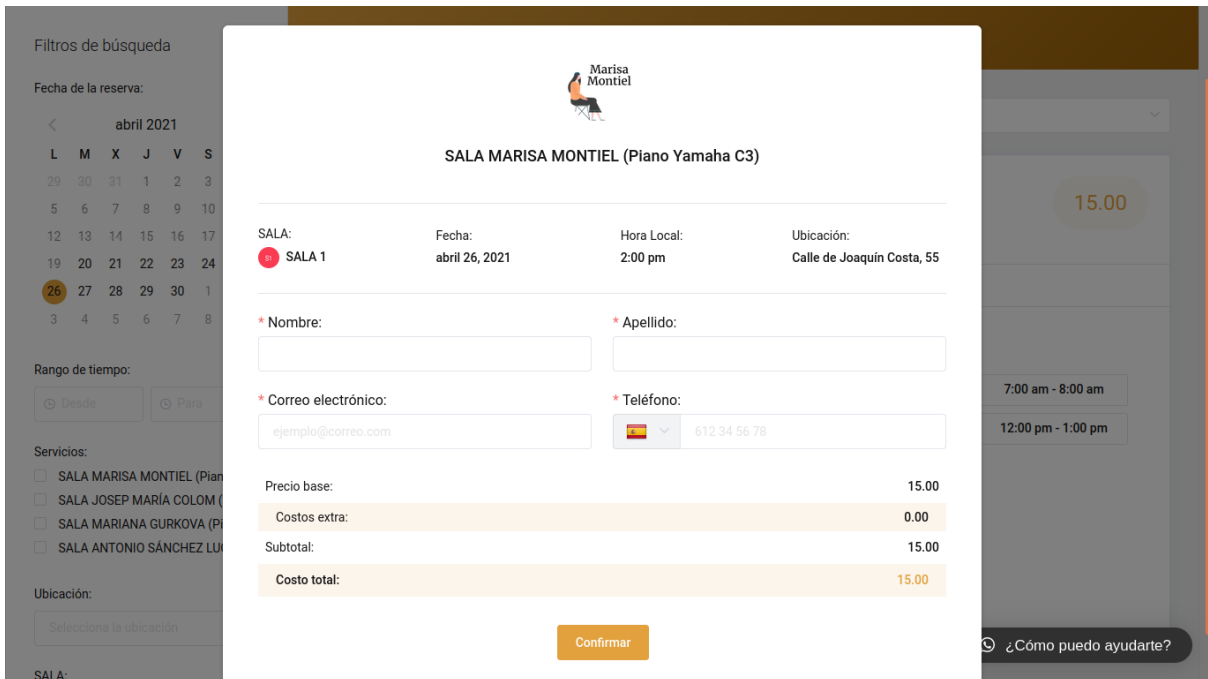 Filtros de búsqueda
Fecha de la reserva:
abril 2021
L M X J V S
29 30 31 1 2 3
5 6 7 8 9 10
12 13 14 15 16 17
19 20 21 22 23 24
26 27 28 29 30 1
3 4 5 6 7 8
Rango de tiempo:
Desde Para
Servicios:
SALA MARISA MONTIEL (Pian
SALA JOSEP MARÍA COLOM (
SALA MARIANA GURKOVA (Pi
SALA ANTONIO SÁNCHEZ LU
Ubicación:
Selecciona la ubicación
SALA:
Marisa
Montiel
SALA MARISA MONTIEL (Piano Yamaha C3)
SALA: Fecha: Hora Local: Ubicación:
S1 SALA 1 abril 26, 2021 2:00 pm Calle de Joaquín Costa, 55
* Nombre: * Apellido:
* Correo electrónico: * Teléfono:
ejemplo@correo.com 612 34 56 78
Precio base: 15.00
Costos extra: 0.00
Subtotal: 15.00
Costo total: 15.00
Confirmar
15.00
7:00 am - 8:00 am
12:00 pm - 1:00 pm
¿Cómo puedo ayudarte?